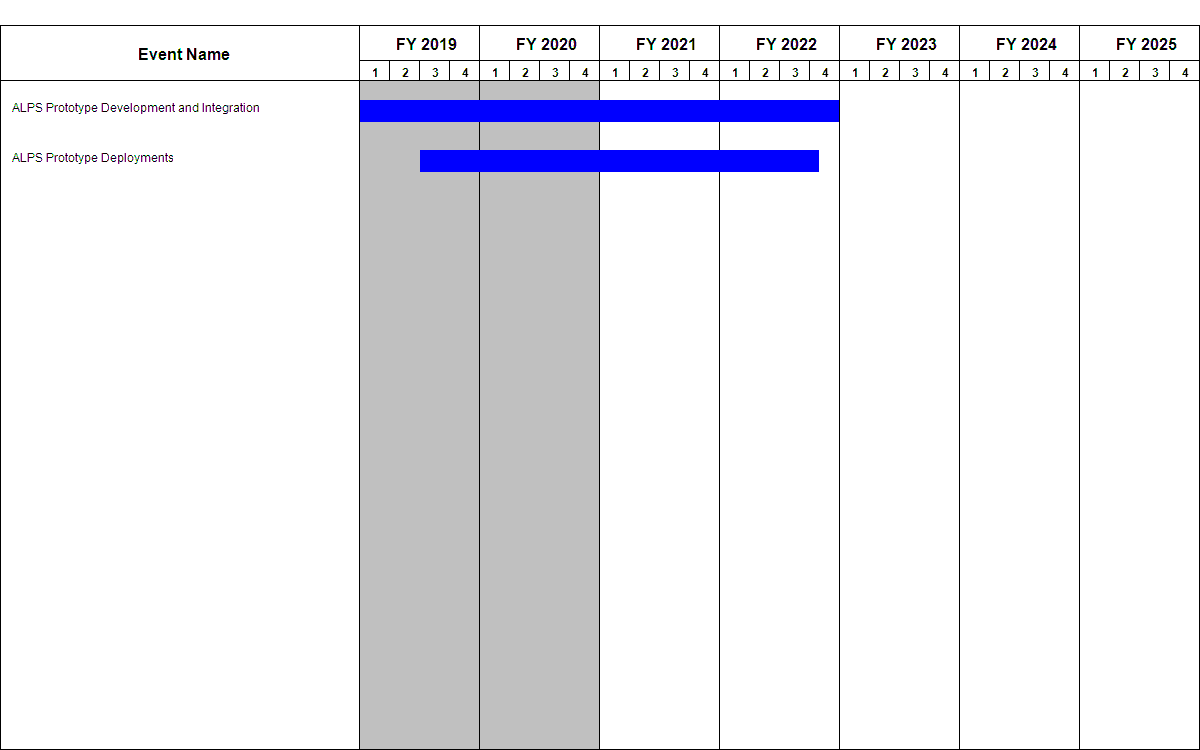 Event Name
FY 2019 FY 2020 FY 2021 FY 2022 FY 2023 FY 2024 FY 2025
1 2 3 4 1 2 3 4 1 2 3 4 1 2 3 4 1 2 3 4 1 2 3 4 1 2 3 4
ALPS Prototype Development and Integration
ALPS Prototype Deployments